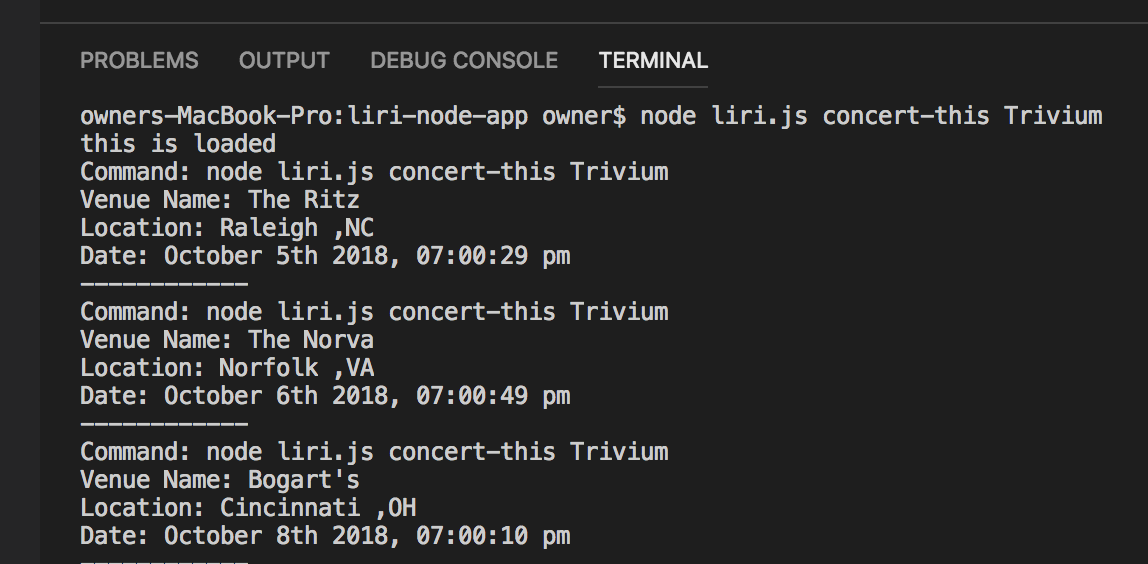 PROBLEMS OUTPUT DEBUG CONSOLE TERMINAL
owners-MacBook-Pro:liri-node-app owner$ node liri.js concert-this Trivium
this is loaded
Command: node liri.js concert-this Trivium
Venue Name: The Ritz
Location: Raleigh ,NC
Date: October 5th 2018, 07:00:29 pm
------------
Command: node liri.js concert-this Trivium
Venue Name: The Norva
Location: Norfolk ,VA
Date: October 6th 2018, 07:00:49 pm
------------
Command: node liri.js concert-this Trivium
Venue Name: Bogart's
Location: Cincinnati ,OH
Date: October 8th 2018, 07:00:10 pm
------------